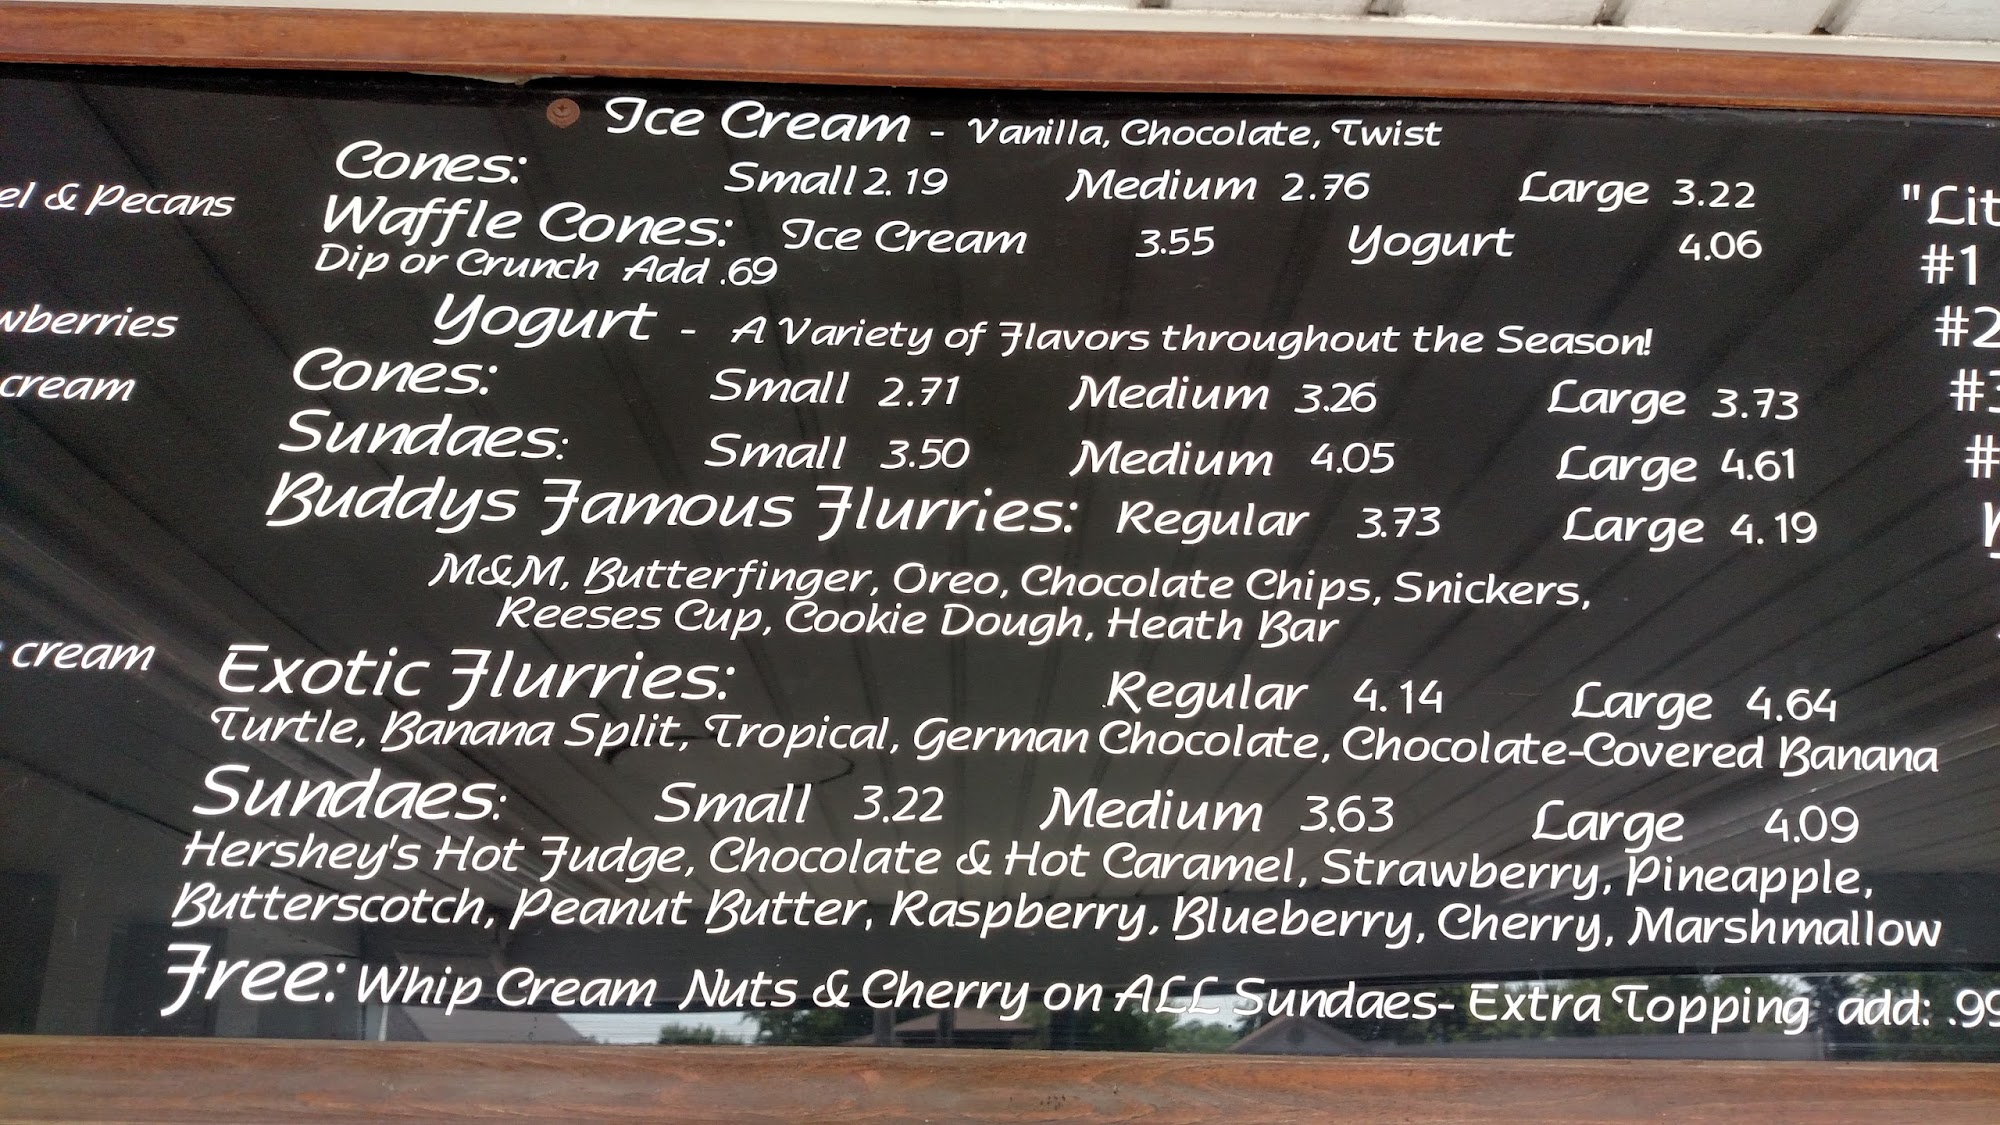 Ice Cream - Vanilla, Chocolate, Twist
Cones: Small 2.19 Medium 2.76 Large 3.22
Waffle Cones: Ice Cream 3.55 Yogurt 4.06
Dip or Crunch Add .69
Yogurt - A Variety of Flavors throughout the Season!
Cones: Small 2.71 Medium 3.26 Large 3.73
Sundaes: Small 3.50 Medium 4.05 Large 4.61
Buddys Famous Flurries: Regular 3.73 Large 4.19
M&M, Butterfinger, Oreo, Chocolate Chips, Snickers,
Reeses Cup, Cookie Dough, Heath Bar
Exotic Flurries: Regular 4.14 Large 4.64
Turtle, Banana Split, Tropical, German Chocolate, Chocolate-Covered Banana
Sundaes: Small 3.22 Medium 3.63 Large 4.09
Hershey's Hot Fudge, Chocolate & Hot Caramel, Strawberry, Pineapple,
Butterscotch, Peanut Butter, Raspberry, Blueberry, Cherry, Marshmallow
Free: Whip Cream Nuts & Cherry on ALL Sundaes- Extra Topping add: .99
el & Pecans
wberries
cream
cream
"Lit
#1
#2
#3
#